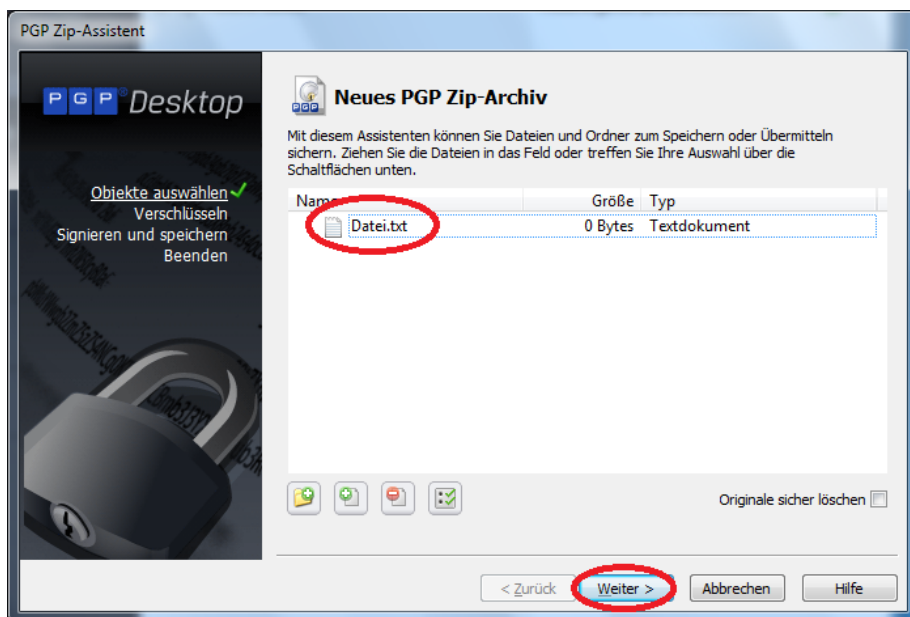 PGP Zip-Assistent
PGP® Desktop
Objekte auswählen
Verschlüsseln
Signieren und speichern
Beenden
PGP
Neues PGP Zip-Archiv
Mit diesem Assistenten können Sie Dateien und Ordner zum Speichern oder Übermitteln
sichern. Ziehen Sie die Dateien in das Feld oder treffen Sie Ihre Auswahl über die
Schaltflächen unten.
Name Größe Typ
Datei.txt 0 Bytes Textdokument
Originale sicher löschen
< Zurück Weiter > Abbrechen Hilfe